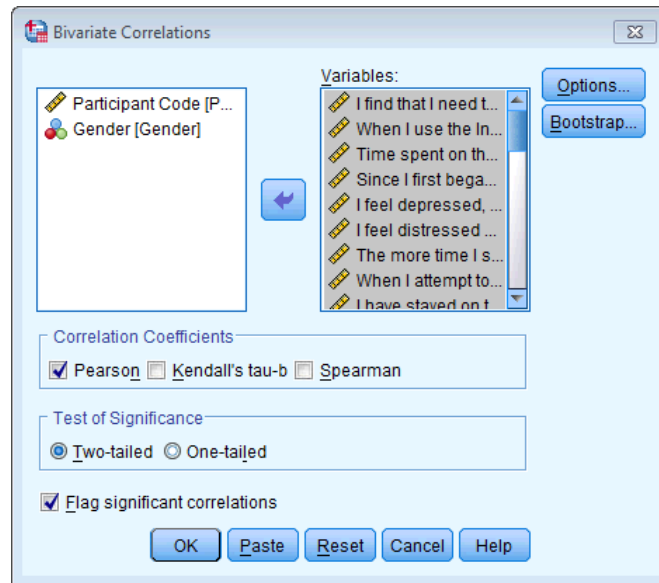 Bivariate Correlations
Participant Code [P...
Gender [Gender]
Variables:
I find that I need t...
When I use the In...
Time spent on th...
Since I first bega...
I feel depressed, ...
I feel distressed ...
The more time I s...
When I attempt to...
I have stayed on t...
Options...
Bootstrap...
Correlation Coefficients
Pearson Kendall's tau-b Spearman
Test of Significance
Two-tailed One-tailed
Flag significant correlations
OK Paste Reset Cancel Help